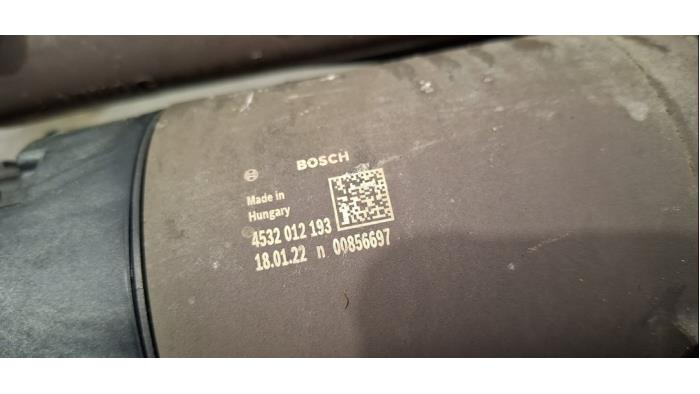 BOSCH
Made in
Hungary
4532 012 193
18.01.22 n 00856697